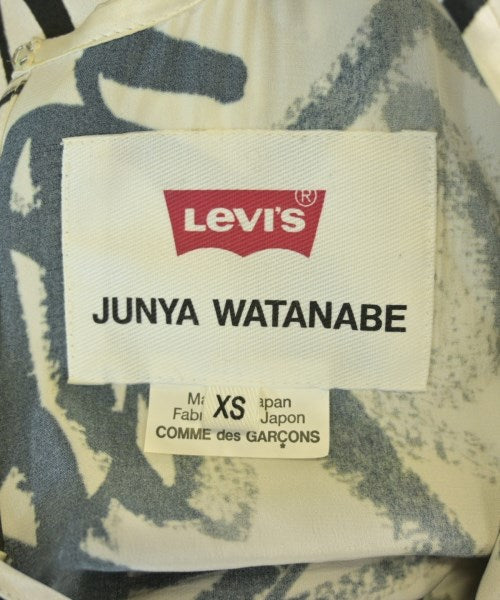 Levi's ®
JUNYA WATANABE
XS
Ma apan
Fabr Japon
COMME des GARÇONS